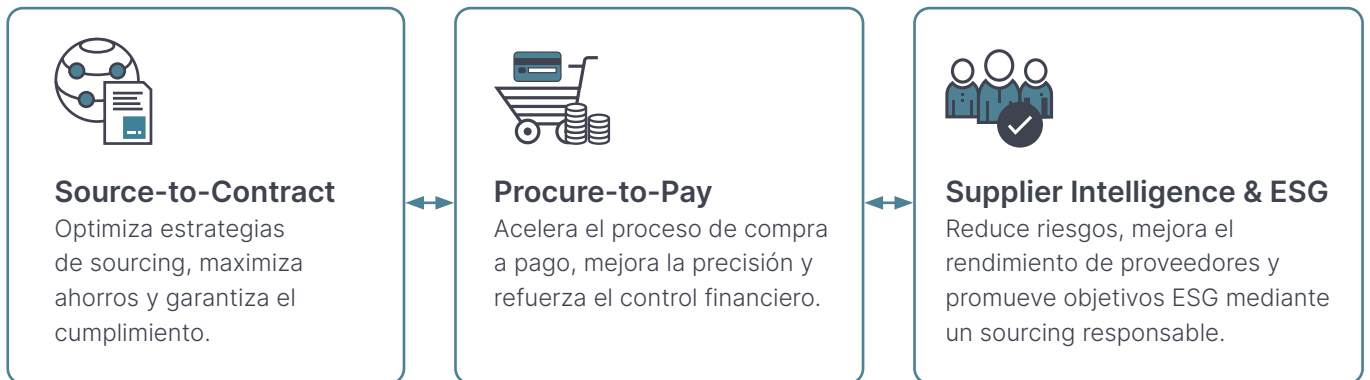 Source-to-Contract
Optimiza estrategias
de sourcing, maximiza
ahorros y garantiza el
cumplimiento.
Procure-to-Pay
Acelera el proceso de compra
a pago, mejora la precisión y
refuerza el control financiero.
Supplier Intelligence & ESG
Reduce riesgos, mejora el
rendimiento de proveedores y
promueve objetivos ESG mediante
un sourcing responsable.